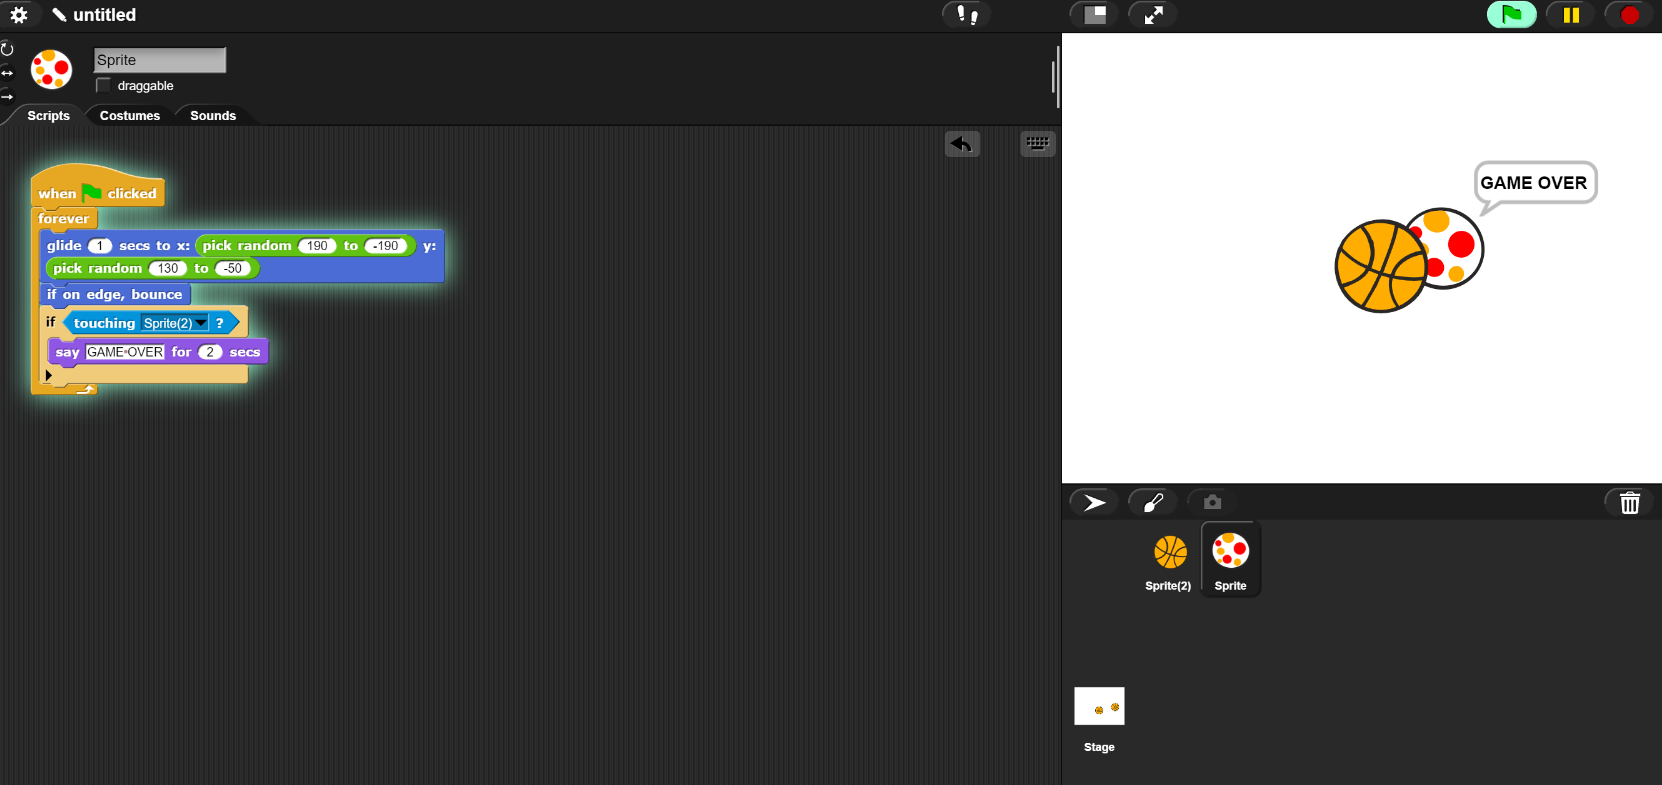 untitled
Sprite
draggable
Scripts Costumes Sounds
when clicked
forever
glide 1 secs to x: pick random 190 to -190 y:
pick random 130 to -50
if on edge, bounce
if touching Sprite(2) ?
say GAME OVER for 2 secs
GAME OVER
Sprite(2) Sprite
Stage